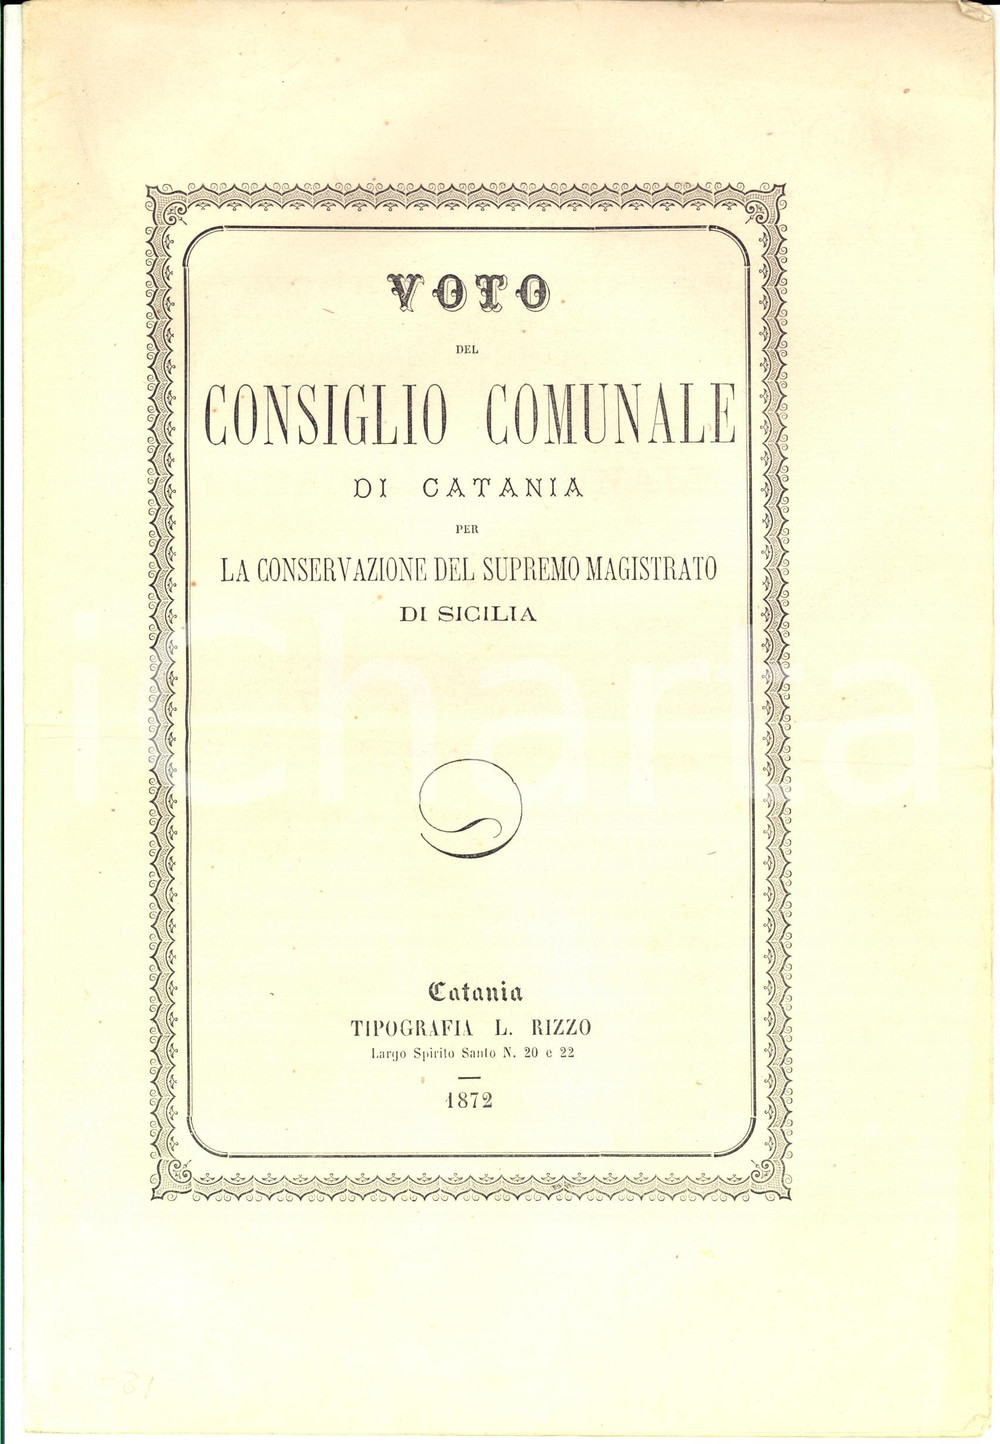 VOTO
DEL
CONSIGLIO COMUNALE
DI CATANIA
PER
LA CONSERVAZIONE DEL SUPREMO MAGISTRATO
DI SICILIA
iCharta
Catania
TIPOGRAFIA L. RIZZO
Largo Spirito Santo N. 20 e 22
1872